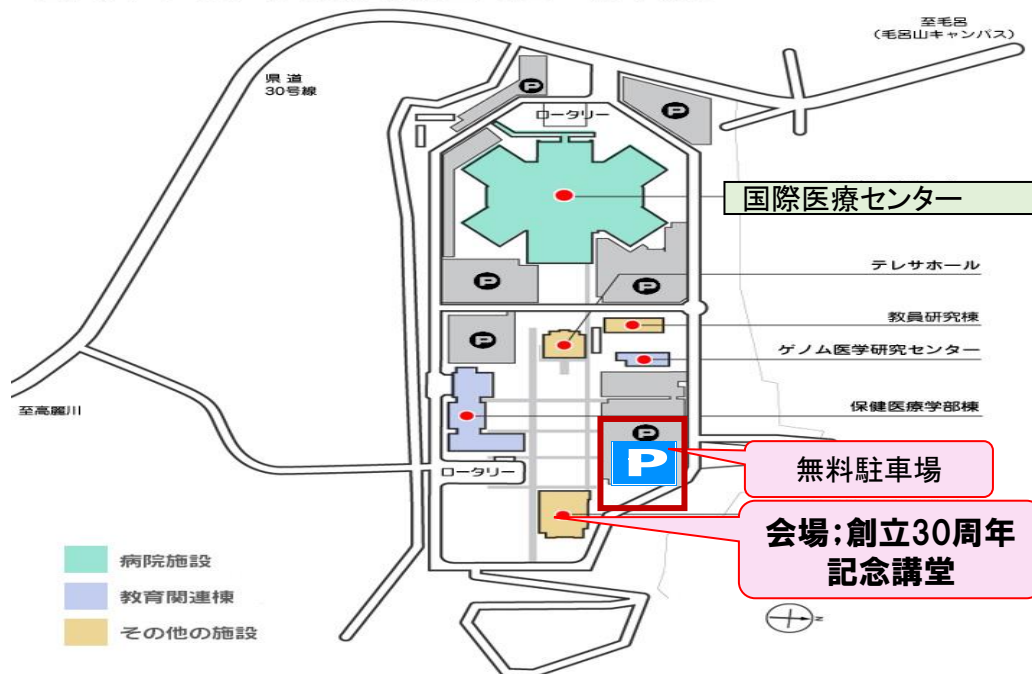 至毛呂
(毛呂山キャンパス)
県道
30号線
P
ロータリー
P
国際医療センター
テレサホール
P
P
教員研究棟
P
ゲノム医学研究センター
至高麗川
保健医療学部棟
P
P
無料駐車場
ロータリー
会場;創立30周年
記念講堂
病院施設
教育関連棟
その他の施設
N